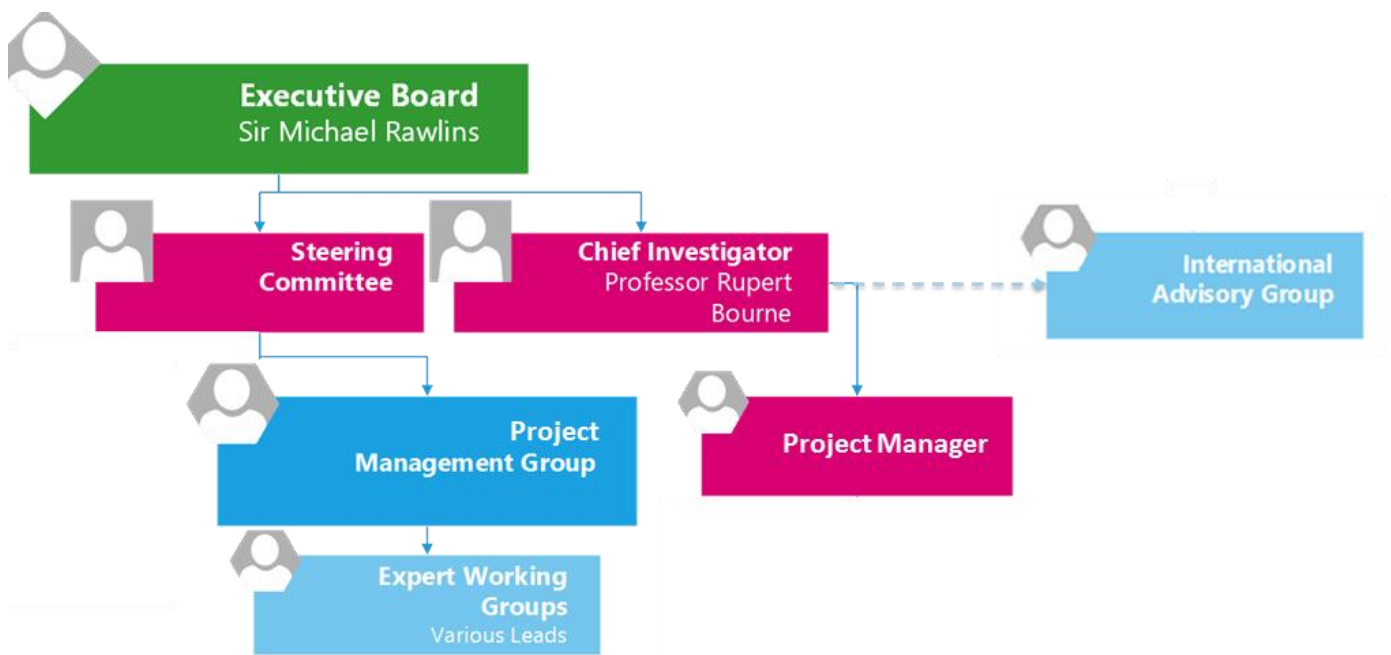 Executive Board
Sir Michael Rawlins
Steering
Committee
Chief Investigator
Professor Rupert
Bourne
International
Advisory Group
Project
Management Group
Project Manager
Expert Working
Groups
Various Leads